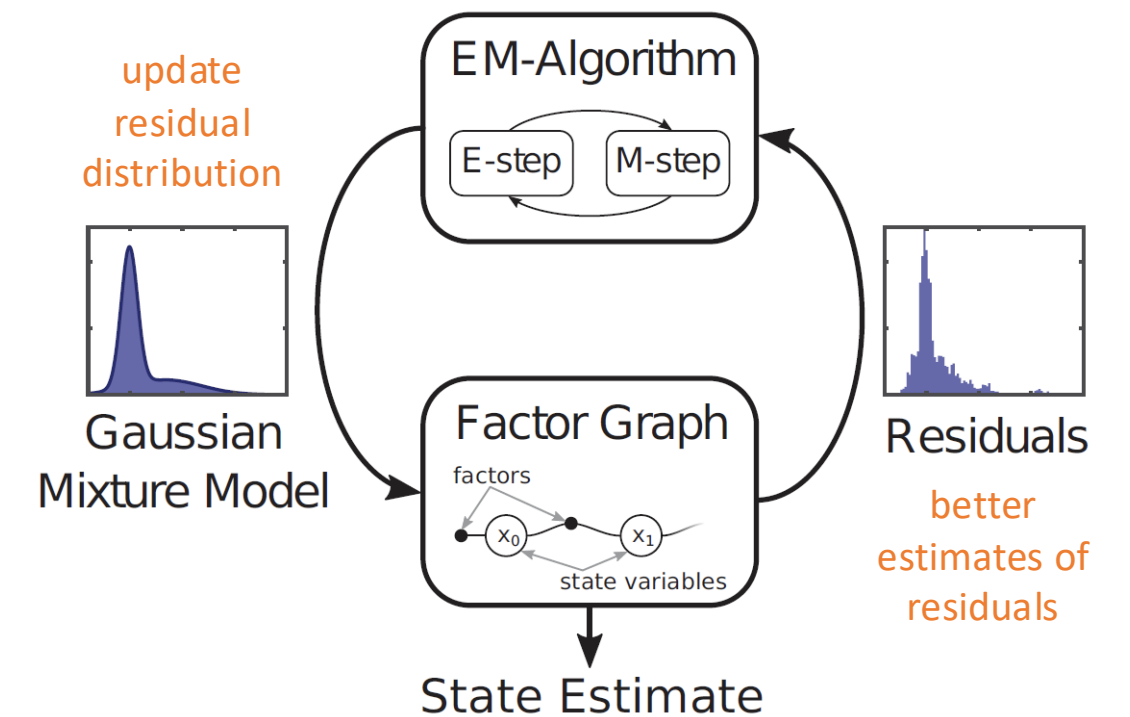 EM-Algorithm
E-step
M-step
update
residual
distribution
Gaussian
Mixture Model
Factor Graph
factors
x₀
x₁
state variables
Residuals
better
estimates of
residuals
State Estimate